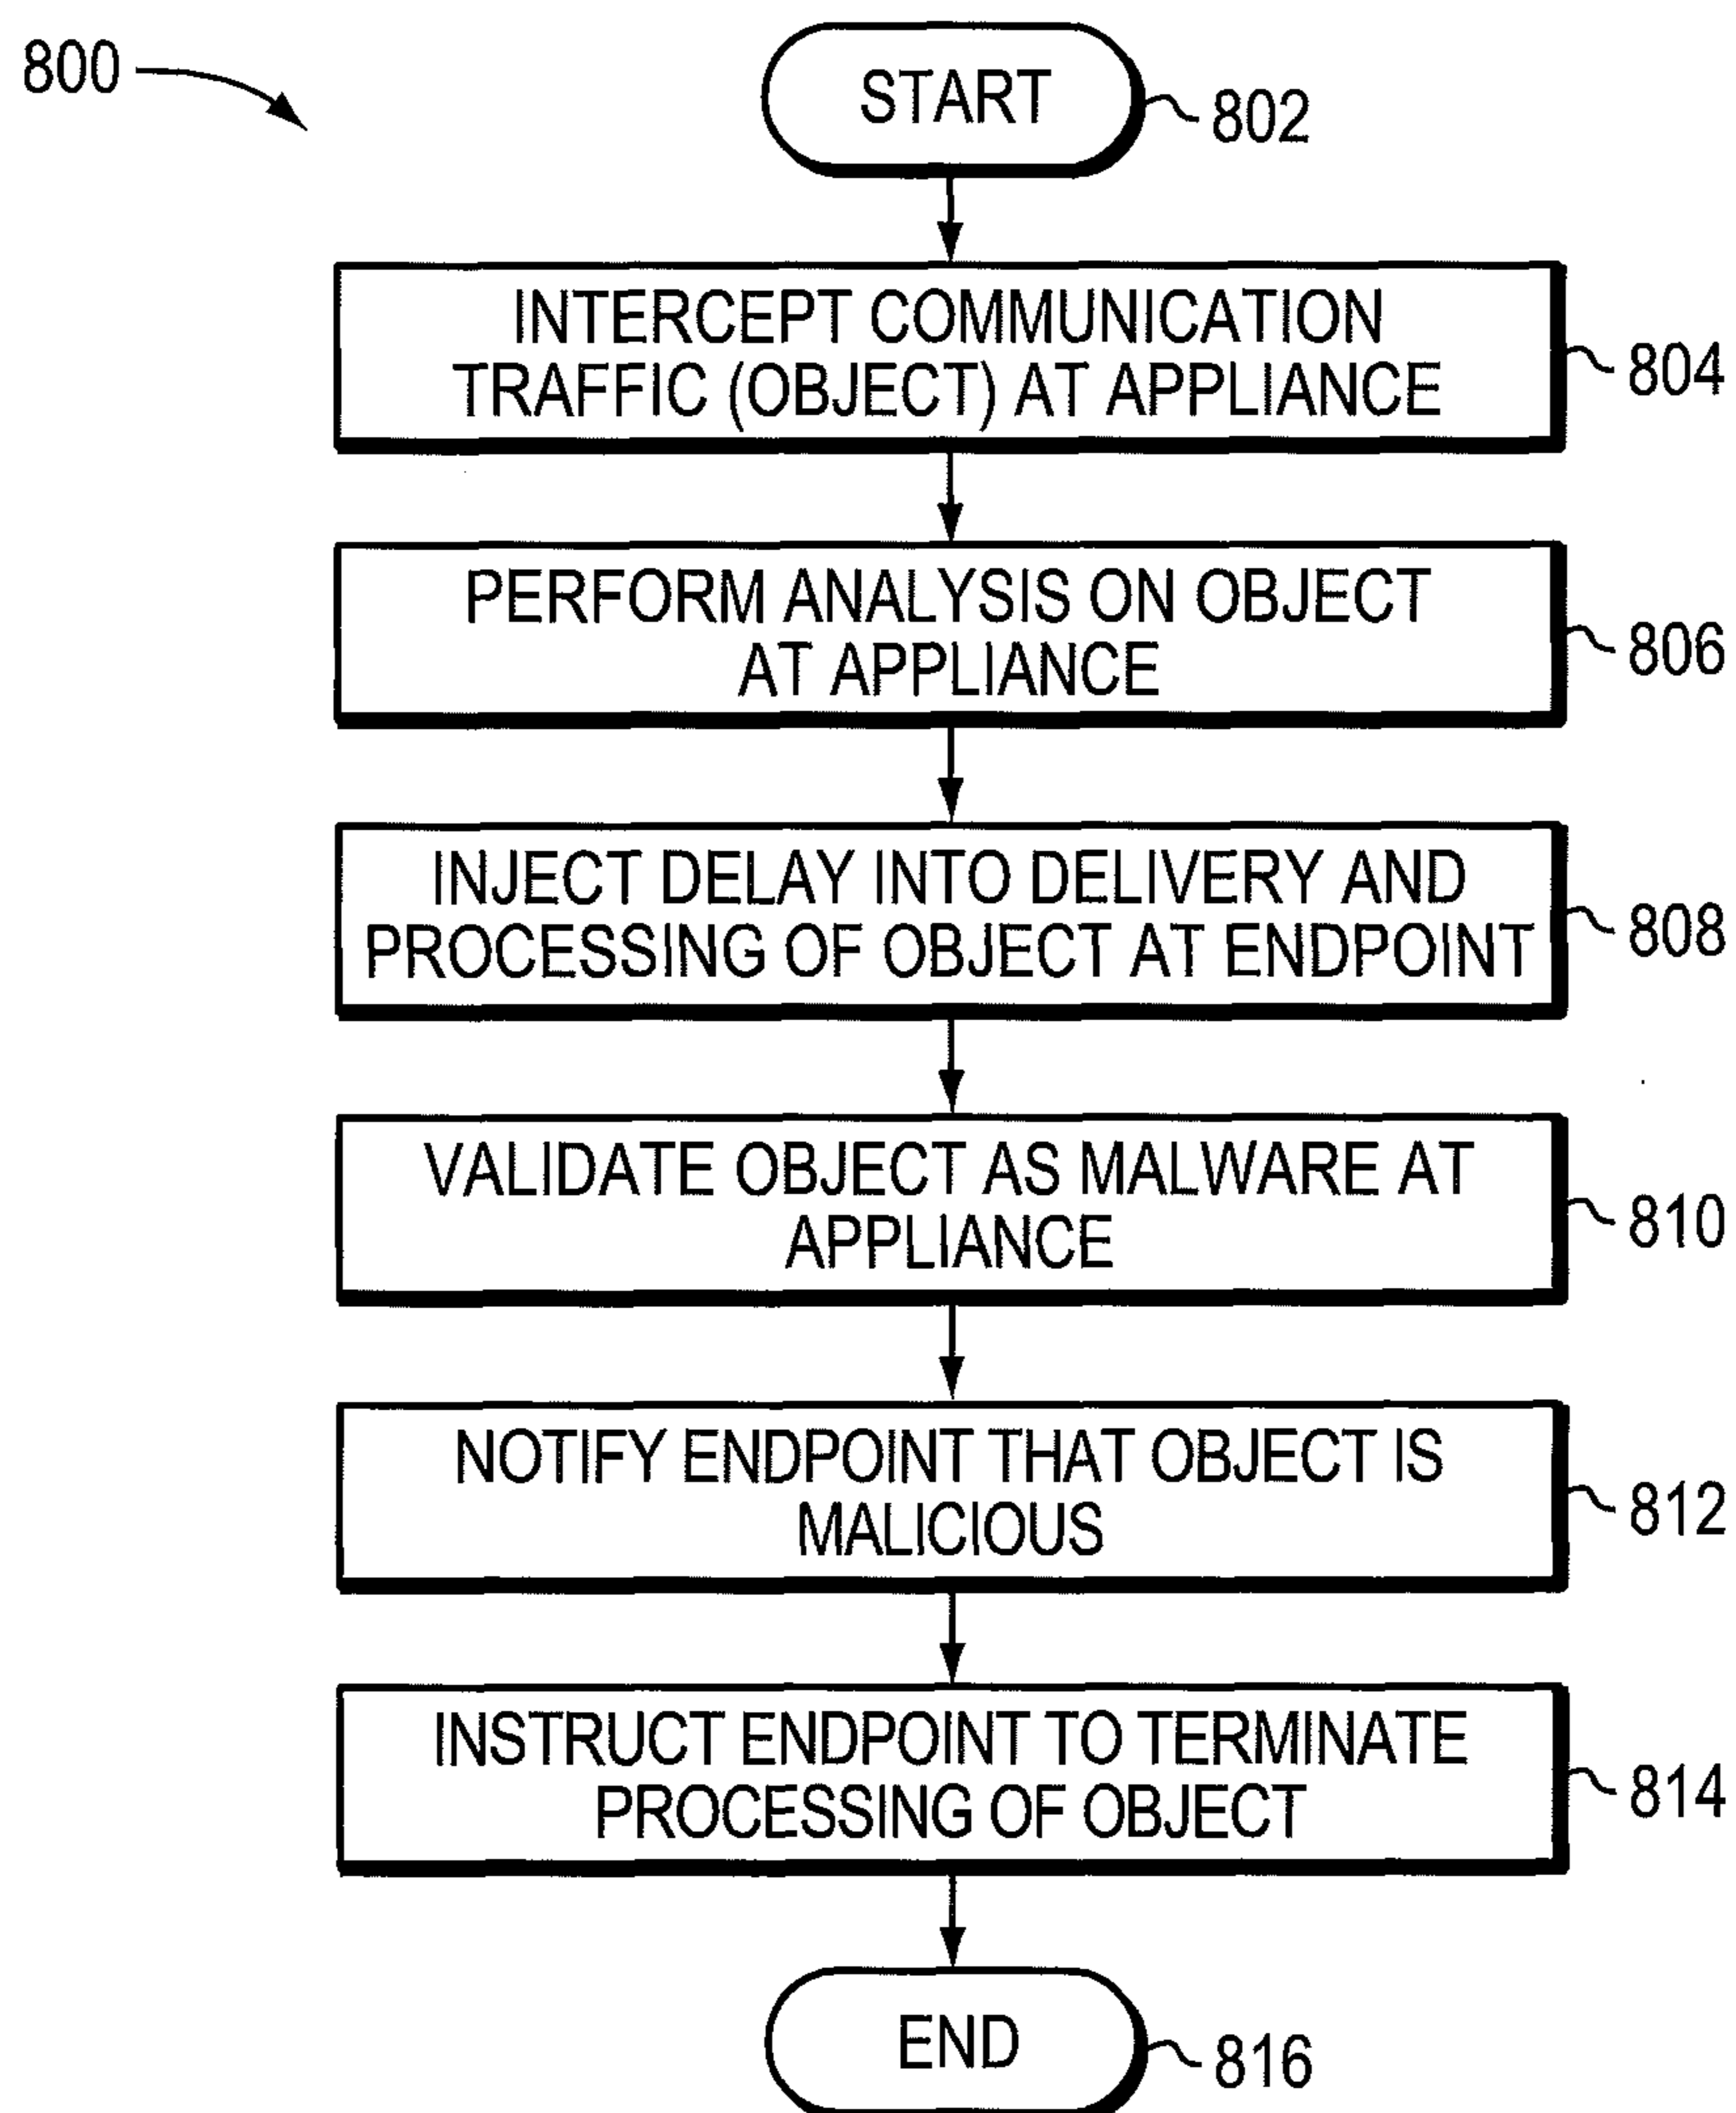 800
START
802
INTERCEPT COMMUNICATION
TRAFFIC (OBJECT) AT APPLIANCE
804
PERFORM ANALYSIS ON OBJECT
AT APPLIANCE
806
INJECT DELAY INTO DELIVERY AND
PROCESSING OF OBJECT AT ENDPOINT
808
VALIDATE OBJECT AS MALWARE AT
APPLIANCE
810
NOTIFY ENDPOINT THAT OBJECT IS
MALICIOUS
812
INSTRUCT ENDPOINT TO TERMINATE
PROCESSING OF OBJECT
814
END
816